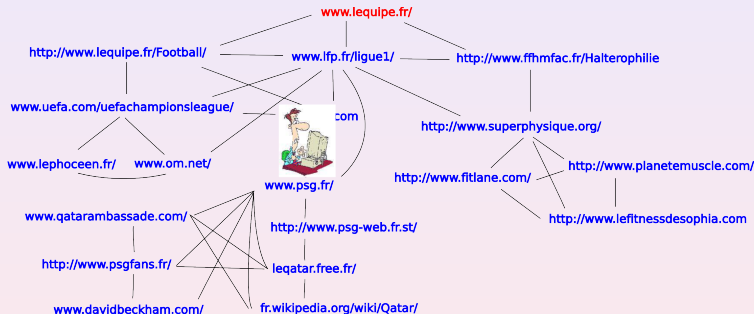 www.lequipe.fr/
http://www.lequipe.fr/Football/
www.lfp.fr/ligue1/
http://www.ffhmfac.fr/Halterophilie
www.uefa.com/uefachampionsleague/
com
http://www.superphysique.org/
www.lephoceen.fr/
www.om.net/
http://www.planetemuscle.com/
http://www.fitlane.com/
www.psg.fr/
www.qatarambassade.com/
http://www.lefitnessdesophia.com
http://www.psg-web.fr.st/
http://www.psgfans.fr/
leqatar.free.fr/
www.davidbeckham.com/
fr.wikipedia.org/wiki/Qatar/